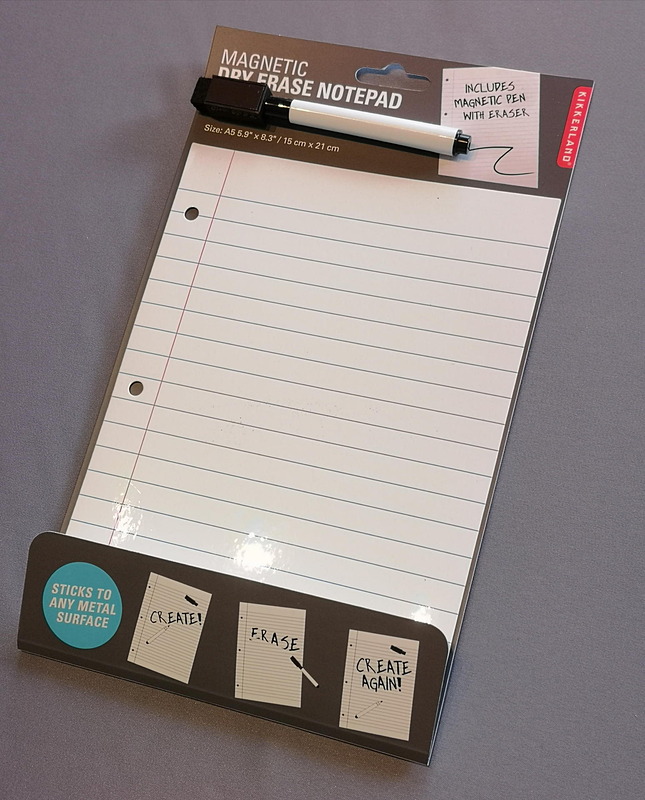 MAGNETIC
DRY ERASE NOTEPAD
Size: A5 5.9" x 8.3" / 15 cm x 21 cm
INCLUDES
MAGNETIC PEN
WITH ERASER
KIKKERLAND®
STICKS TO
ANY METAL
SURFACE
CREATE!
ERASE
CREATE
AGAIN!